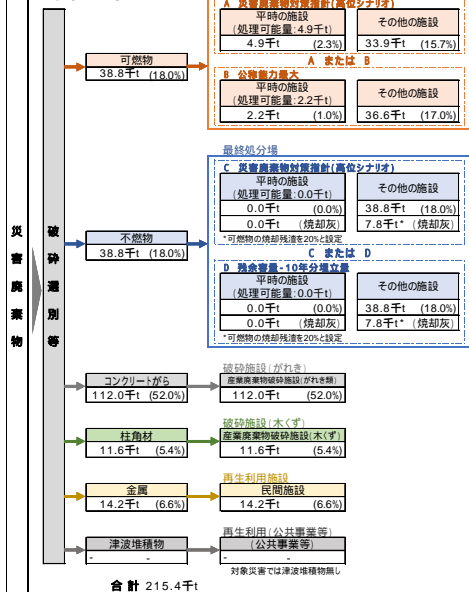 A 災害廃棄物対策指針(高位シナリオ)
平時の施設
(処理可能量:4.9千t)
4.9千t (2.3%)
その他の施設
33.9千t (15.7%)
可燃物
38.8千t (18.0%)
A または B
B 公称能力最大
平時の施設
(処理可能量:2.2千t)
2.2千t (1.0%)
その他の施設
36.6千t (17.0%)
最終処分場
C 災害廃棄物対策指針(高位シナリオ)
平時の施設
(処理可能量:0.0千t)
0.0千t (0.0%)
0.0千t (焼却灰)
その他の施設
38.8千t (18.0%)
7.8千t* (焼却灰)
*可燃物の焼却残渣を20%と設定
不燃物
38.8千t (18.0%)
C または D
D 残余容量-10年分埋立量
平時の施設
(処理可能量:0.0千t)
0.0千t (0.0%)
0.0千t (焼却灰)
その他の施設
38.8千t (18.0%)
7.8千t* (焼却灰)
*可燃物の焼却残渣を20%と設定
災害廃棄物
破砕選別等
破砕施設(がれき)
コンクリートがら
112.0千t (52.0%)
産業廃棄物破砕施設(がれき類)
112.0千t (52.0%)
破砕施設(木くず)
柱角材
11.6千t (5.4%)
産業廃棄物破砕施設(木くず)
11.6千t (5.4%)
再生利用施設
金属
14.2千t (6.6%)
民間施設
14.2千t (6.6%)
再生利用(公共事業等)
津波堆積物
- -
(公共事業等)
- -
対象災害では津波堆積物無し
合計 215.4千t